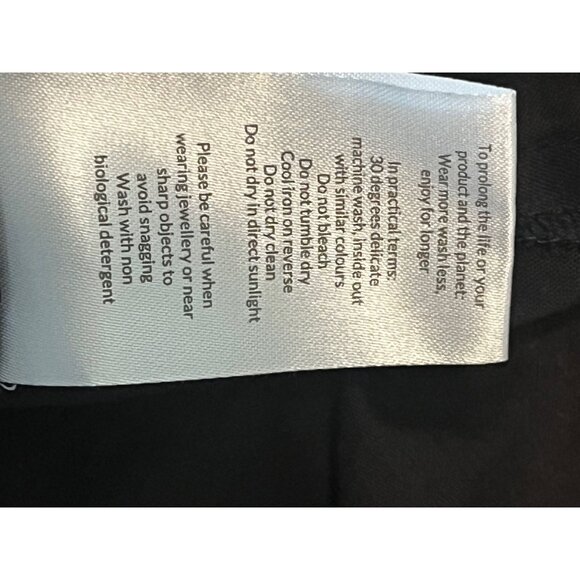 To prolong the life or your
product and the planet:
Wear more wash less,
enjoy for longer
In practical terms:
30 degrees delicate
machine wash, inside out
with similar colours
Do not bleach
Do not tumble dry
Cool iron on reverse
Do not dry clean
Do not dry in direct sunlight
Please be careful when
wearing jewellery or near
sharp objects to
avoid snagging
Wash with non
biological detergent